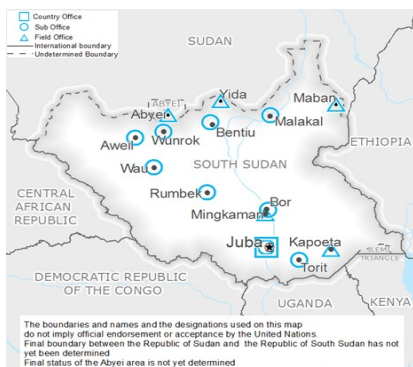 Country Office
Sub Office
Field Office
International boundary
Undetermined Boundary
SUDAN
ABYEI
Yida
Abyei
Maban
Wunrok
Bentiu
Malakal
Aweil
ETHIOPIA
SOUTH SUDAN
Wau
CENTRAL
AFRICAN
REPUBLIC
Rumbek
Bor
Mingkaman
Juba
Kapoeta
ILEMI
TRIANGLE
Torit
DEMOCRATIC REPUBLIC
OF THE CONGO
UGANDA
KENYA
The boundaries and names and the designations used on this map
do not imply official endorsement or acceptance by the United Nations.
Final boundary between the Republic of Sudan and the Republic of South Sudan has not
yet been determined
Final status of the Abyei area is not yet determined